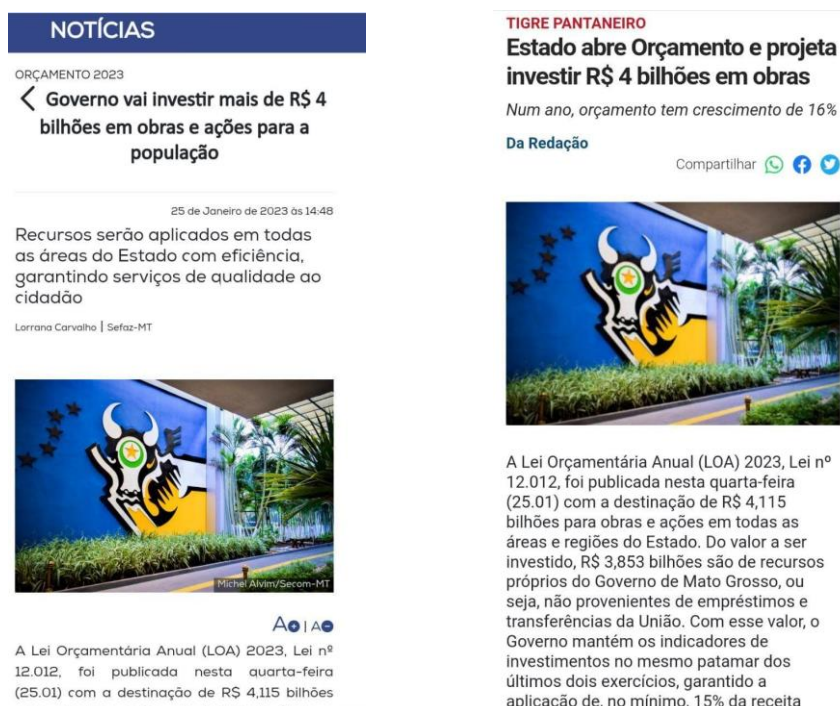 NOTÍCIAS
ORÇAMENTO 2023
Governo vai investir mais de R$ 4
bilhões em obras e ações para a
população
25 de Janeiro de 2023 às 14:48
Recursos serão aplicados em todas
as áreas do Estado com eficiência,
garantindo serviços de qualidade ao
cidadão
Lorrana Carvalho | Sefaz-MT
Michel Alvim/Secom-MT
A+ | A-
A Lei Orçamentária Anual (LOA) 2023, Lei nº
12.012, foi publicada nesta quarta-feira
(25.01) com a destinação de R$ 4,115 bilhões
TIGRE PANTANEIRO
Estado abre Orçamento e projeta
investir R$ 4 bilhões em obras
Num ano, orçamento tem crescimento de 16%
Da Redação
Compartilhar
A Lei Orçamentária Anual (LOA) 2023, Lei nº
12.012, foi publicada nesta quarta-feira
(25.01) com a destinação de R$ 4,115
bilhões para obras e ações em todas as
áreas e regiões do Estado. Do valor a ser
investido, R$ 3,853 bilhões são de recursos
próprios do Governo de Mato Grosso, ou
seja, não provenientes de empréstimos e
transferências da União. Com esse valor, o
Governo mantém os indicadores de
investimentos no mesmo patamar dos
últimos dois exercícios, garantido a
aplicação de, no mínimo, 15% da receita